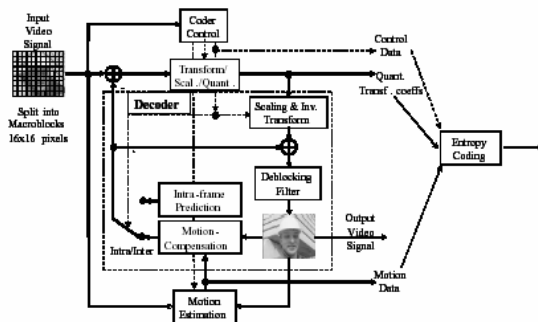 Input
Video
Signal
Split into
Macroblocks
16x16 pixels
Coder
Control
Control
Data
Transform/
Scal./Quant.
Quant.
Transf. coeffs
Decoder
Scaling & Inv.
Transform
Entropy
Coding
Deblocking
Filter
Intra-frame
Prediction
Motion-
Compensation
Output
Video
Signal
Intra/Inter
Motion
Data
Motion
Estimation